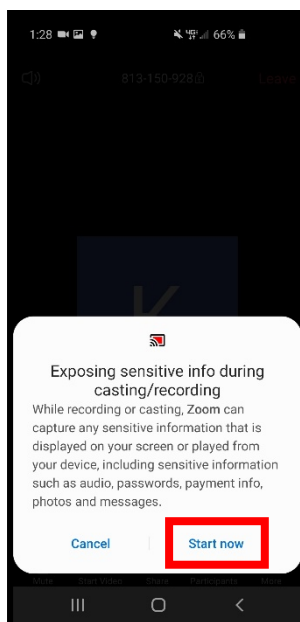 1:28 66%
813-150-928 Leave
K
Exposing sensitive info during
casting/recording
While recording or casting, Zoom can
capture any sensitive information that is
displayed on your screen or played from
your device, including sensitive information
such as audio, passwords, payment info,
photos and messages.
Cancel Start now
Mute Start Video Share Participants More